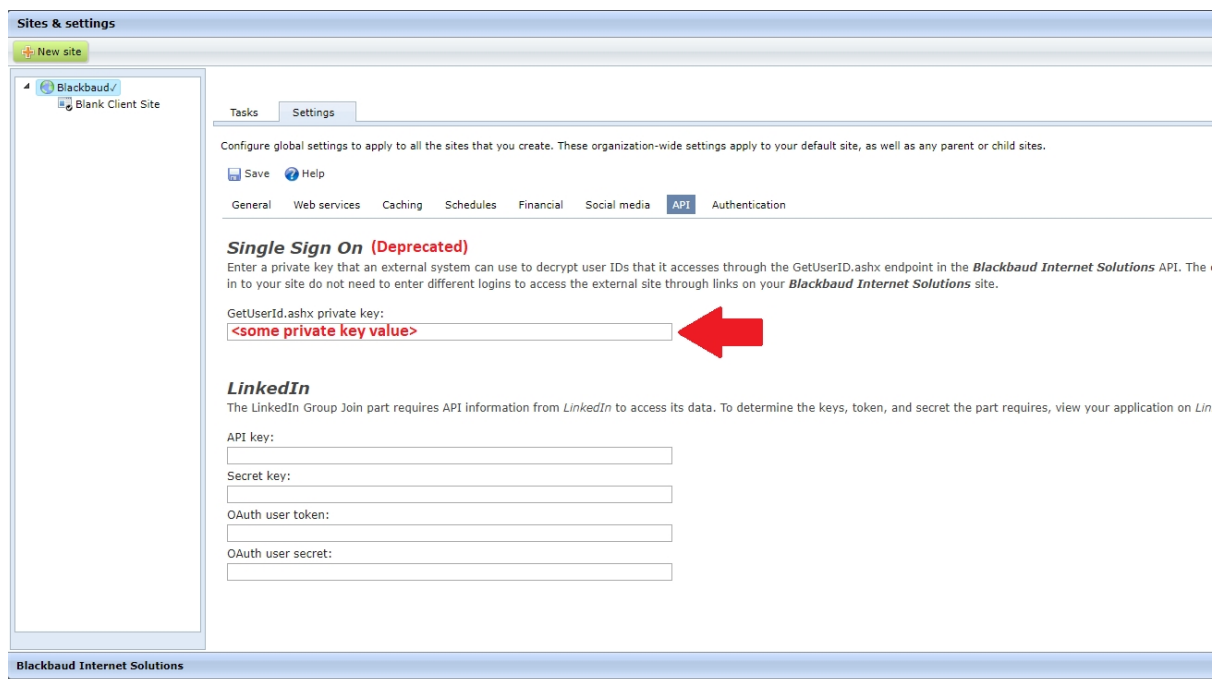 Sites & settings
New site
Blackbaud✓
Blank Client Site
Tasks Settings
Configure global settings to apply to all the sites that you create. These organization-wide settings apply to your default site, as well as any parent or child sites.
Save Help
General Web services Caching Schedules Financial Social media API Authentication
Single Sign On (Deprecated)
Enter a private key that an external system can use to decrypt user IDs that it accesses through the GetUserID.ashx endpoint in the Blackbaud Internet Solutions API. The
in to your site do not need to enter different logins to access the external site through links on your Blackbaud Internet Solutions site.
GetUserId.ashx private key:
<some private key value>
LinkedIn
The LinkedIn Group Join part requires API information from LinkedIn to access its data. To determine the keys, token, and secret the part requires, view your application on Lin
API key:
Secret key:
OAuth user token:
OAuth user secret:
Blackbaud Internet Solutions